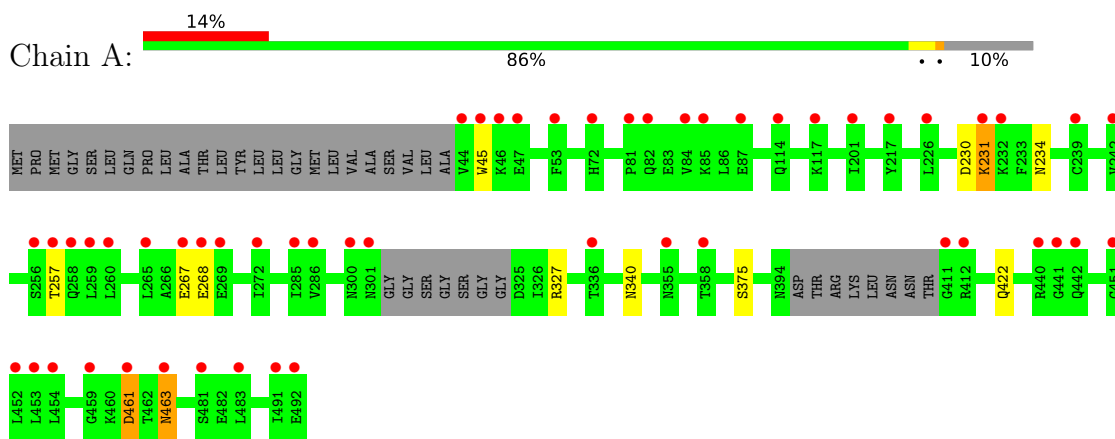 14%
Chain A:
86% • • 10%
MET PRO MET GLY SER LEU LEU GLN PRO LEU ALA THR LEU TYR LEU LEU GLY MET LEU VAL ALA SER VAL LEU ALA V44 W45 K46 E47 F53 H72 P81 Q82 E83 V84 K85 L86 E87 Q114 K117 I201 Y217 L226 D230 K231 K232 F233 N234 C239 V242
S256 T257 Q258 L259 L260 L265 A266 E267 E268 E269 I272 I285 V286 N300 N301 GLY GLY SER GLY SER GLY GLY D325 I326 R327 T336 N340 N355 T358 S375 N394 ASP THR ARG LYS LEU ASN ASN THR G411 R412 Q422 R440 G441 Q442
L452 L453 L454 G459 K460 D461 T462 N463 S481 E482 L483 I491 E492